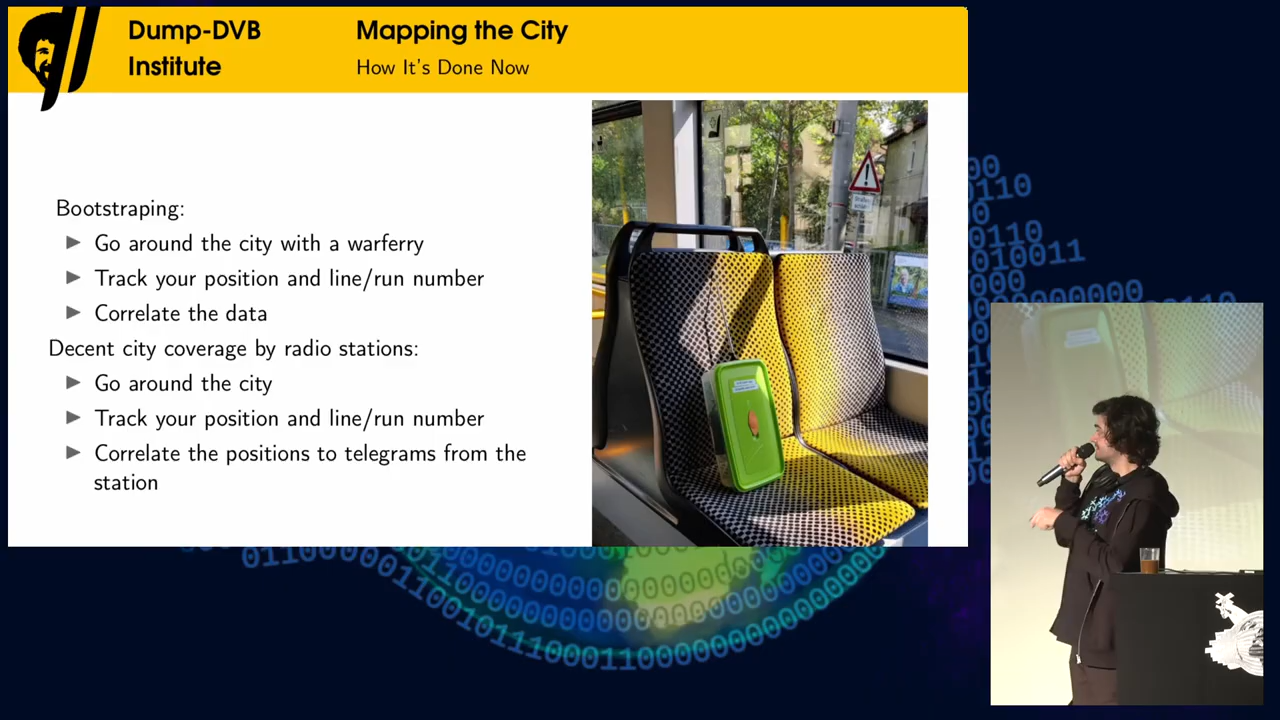 Dump-DVB
Institute
Mapping the City
How It's Done Now
Bootstraping:
Go around the city with a warferry
Track your position and line/run number
Correlate the data
Decent city coverage by radio stations:
Go around the city
Track your position and line/run number
Correlate the positions to telegrams from the
station